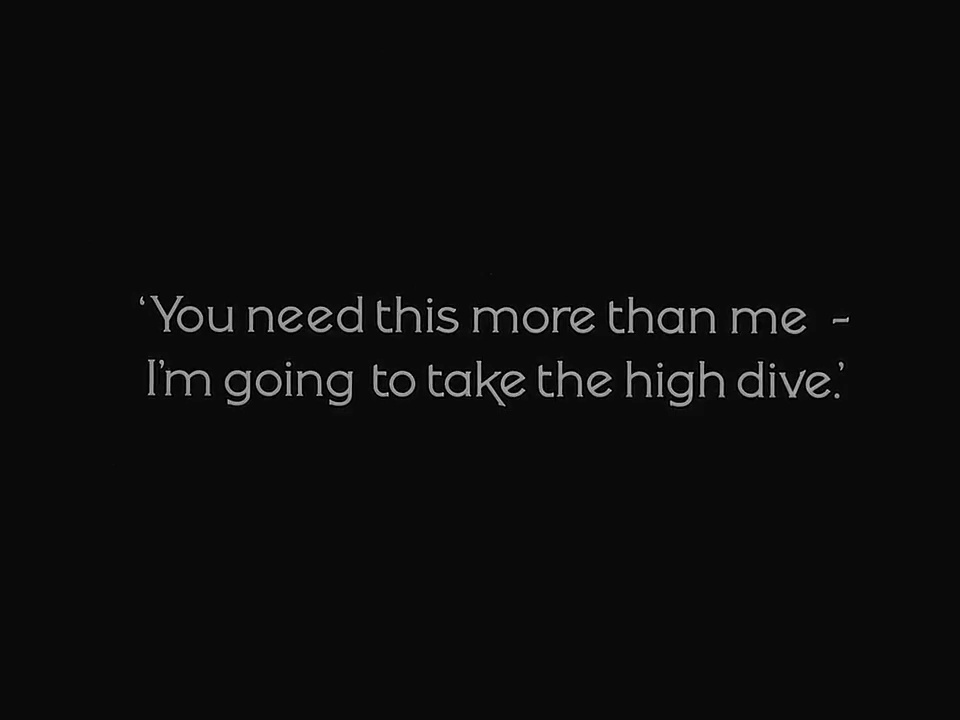 ‘You need this more than me -
I’m going to take the high dive.’